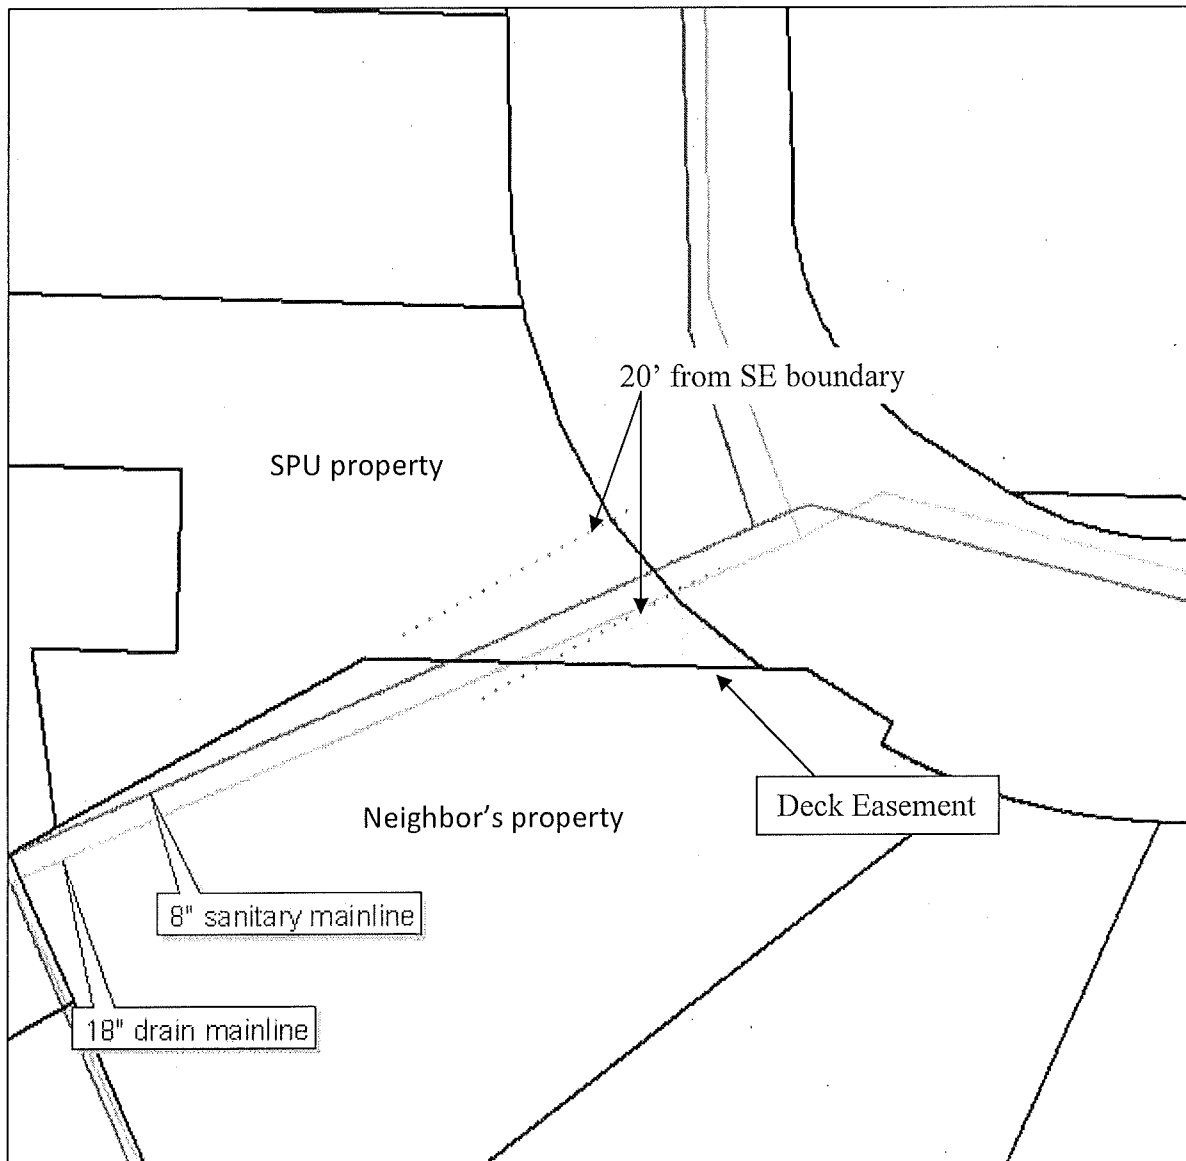 20’ from SE boundary
SPU property
Deck Easement
Neighbor's property
8" sanitary mainline
18" drain mainline